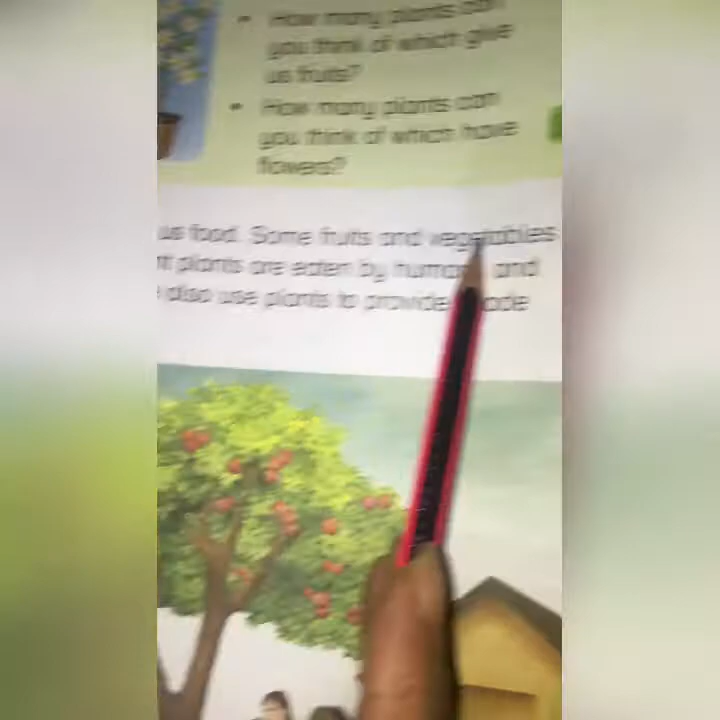 • How many plants can
you think of which give
us fruits?
• How many plants can
you think of which have
flowers?
us food. Some fruits and vegetables
plants are eaten by humans and
also use plants to provide